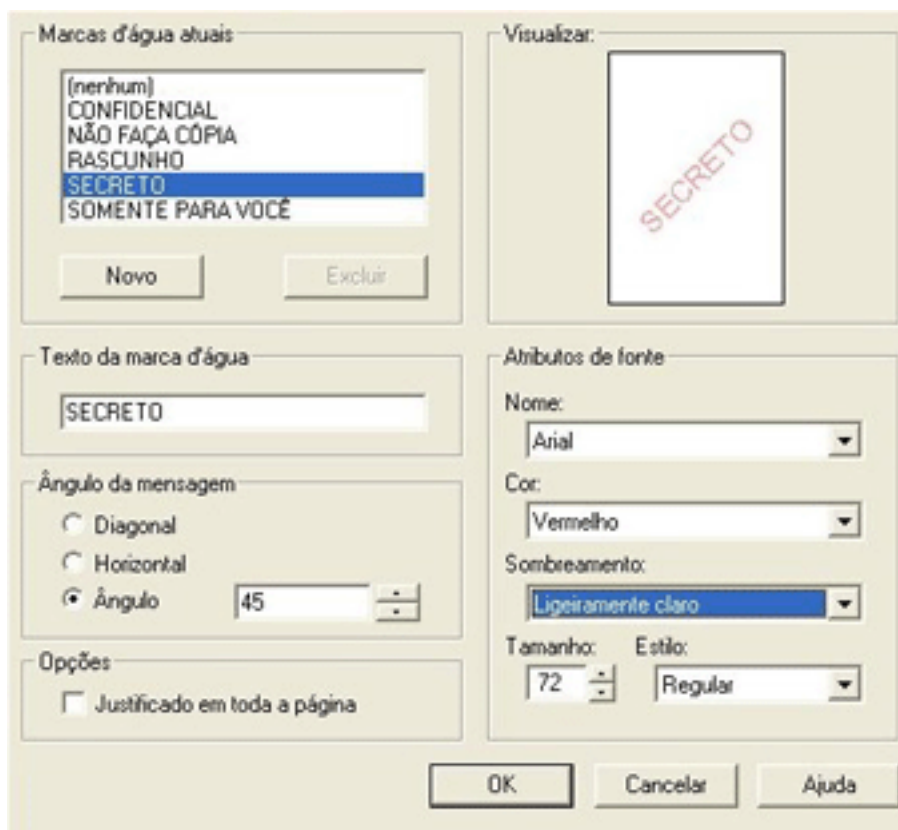 Marcas d'água atuais
(nenhum)
CONFIDENCIAL
NÃO FAÇA CÓPIA
RASCUNHO
SECRETO
SOMENTE PARA VOCÊ
Novo
Excluir
Visualizar:
SECRETO
Texto da marca d'água
SECRETO
Ângulo da mensagem
Diagonal
Horizontal
Ângulo 45
Opções
Justificado em toda a página
Atributos de fonte
Nome:
Arial
Cor:
Vermelho
Sombreamento:
Ligeiramente claro
Tamanho: Estilo:
72 Regular
OK Cancelar Ajuda